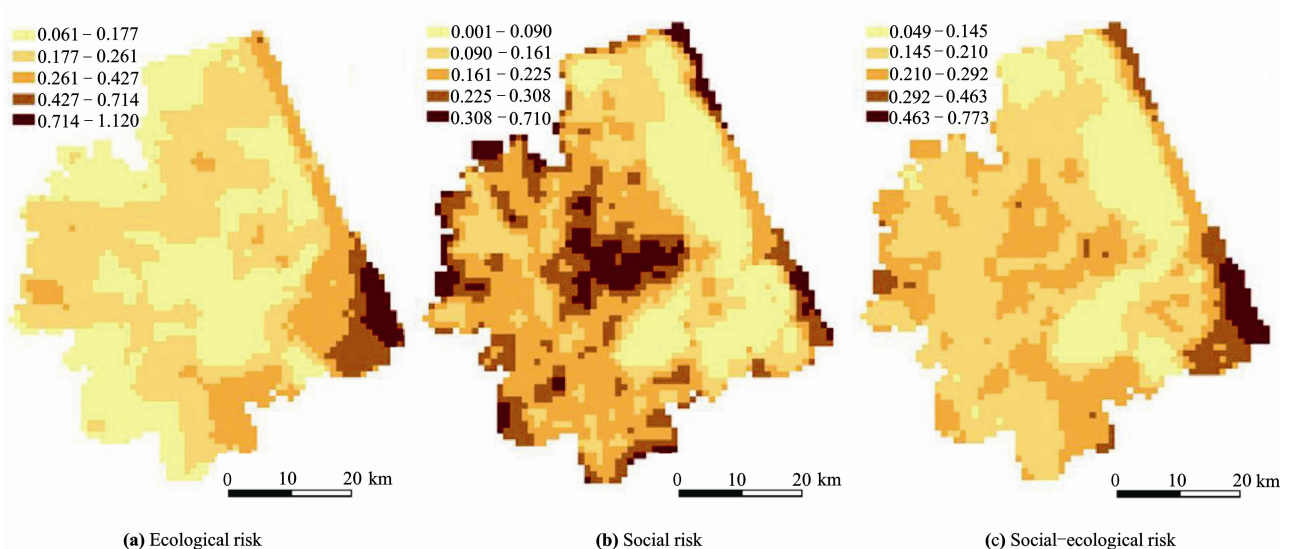 0.061 – 0.177
0.177 – 0.261
0.261 – 0.427
0.427 – 0.714
0.714 – 1.120
0 10 20 km
(a) Ecological risk
0.001 – 0.090
0.090 – 0.161
0.161 – 0.225
0.225 – 0.308
0.308 – 0.710
0 10 20 km
(b) Social risk
0.049 – 0.145
0.145 – 0.210
0.210 – 0.292
0.292 – 0.463
0.463 – 0.773
0 10 20 km
(c) Social–ecological risk